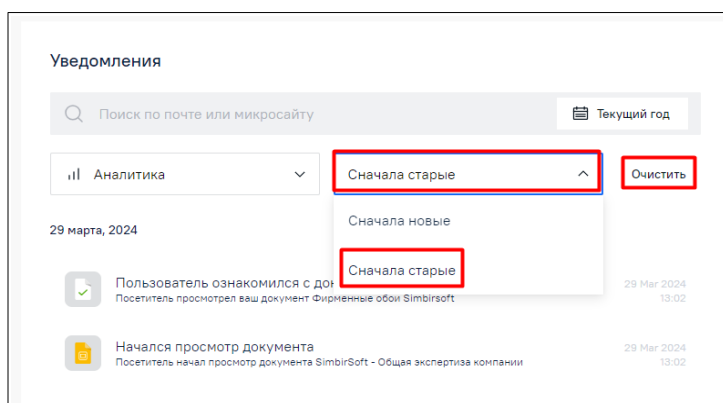 Уведомления
Поиск по почте или микросайту
Текущий год
Аналитика
Сначала старые
Очистить
Сначала новые
29 марта, 2024
Сначала старые
Пользователь ознакомился с до
29 Mar 2024
Посетитель просмотрел ваш документ Фирменные обои Simbirsoft
13:02
Начался просмотр документа
29 Mar 2024
Посетитель начал просмотр документа SimbirSoft - Общая экспертиза компании
13:02